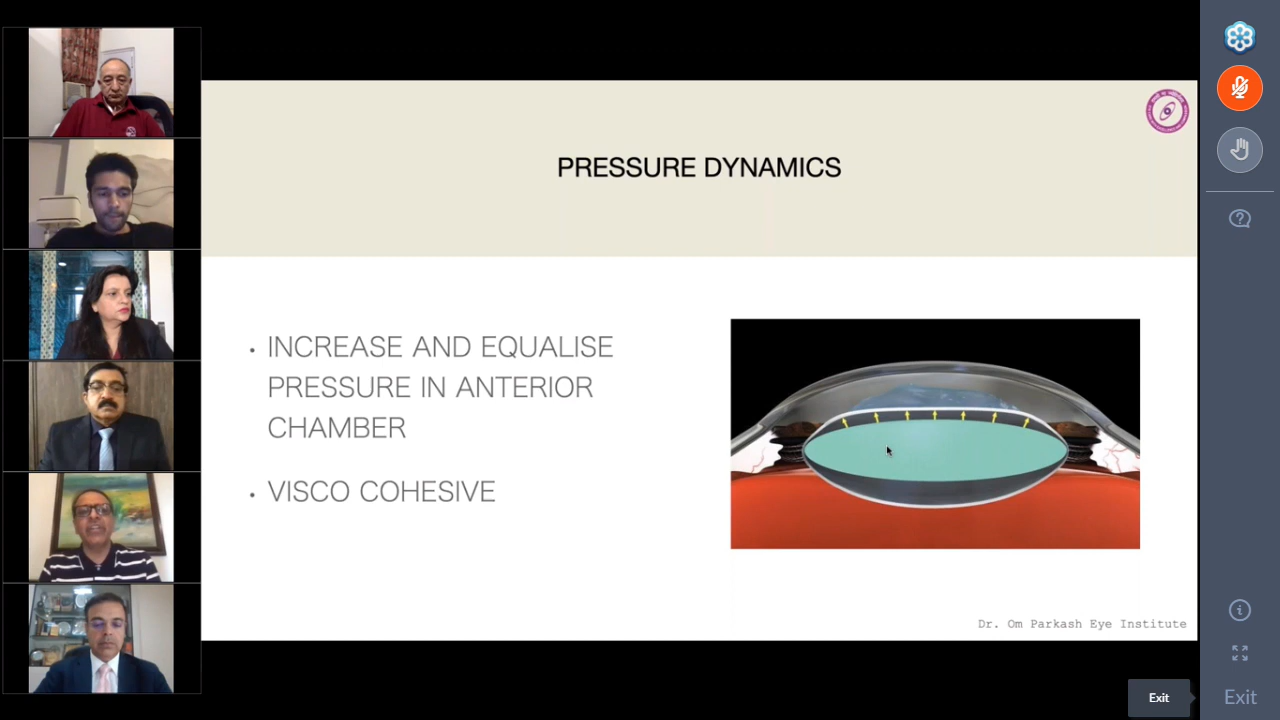 PRESSURE DYNAMICS
• INCREASE AND EQUALISE
PRESSURE IN ANTERIOR
CHAMBER
• VISCO COHESIVE
Dr. Om Parkash Eye Institute
Exit
Exit